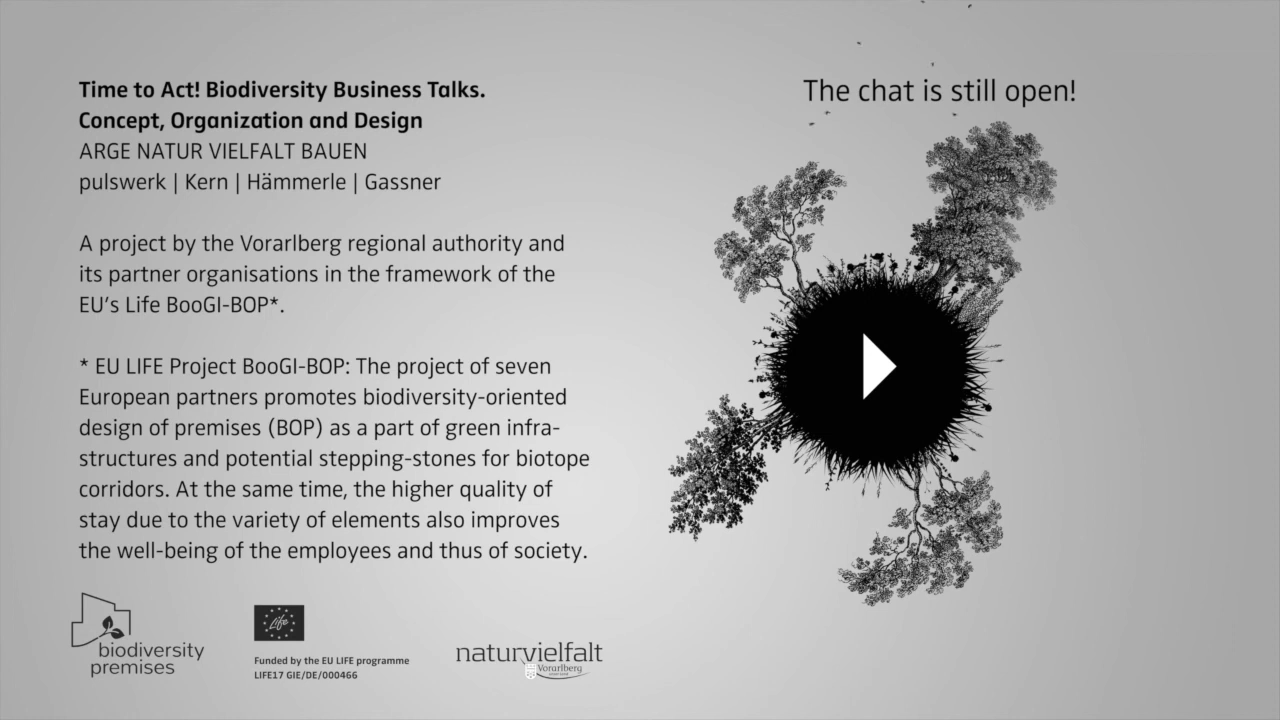 Time to Act! Biodiversity Business Talks.
Concept, Organization and Design
ARGE NATUR VIELFALT BAUEN
pulswerk | Kern | Hämmerle | Gassner
A project by the Vorarlberg regional authority and
its partner organisations in the framework of the
EU's Life BooGI-BOP*.
* EU LIFE Project BooGI-BOP: The project of seven
European partners promotes biodiversity-oriented
design of premises (BOP) as a part of green infra-
structures and potential stepping-stones for biotope
corridors. At the same time, the higher quality of
stay due to the variety of elements also improves
the well-being of the employees and thus of society.
The chat is still open!
biodiversity
premises
Life
Funded by the EU LIFE programme
LIFE17 GIE/DE/000466
naturvielfalt
Vorarlberg